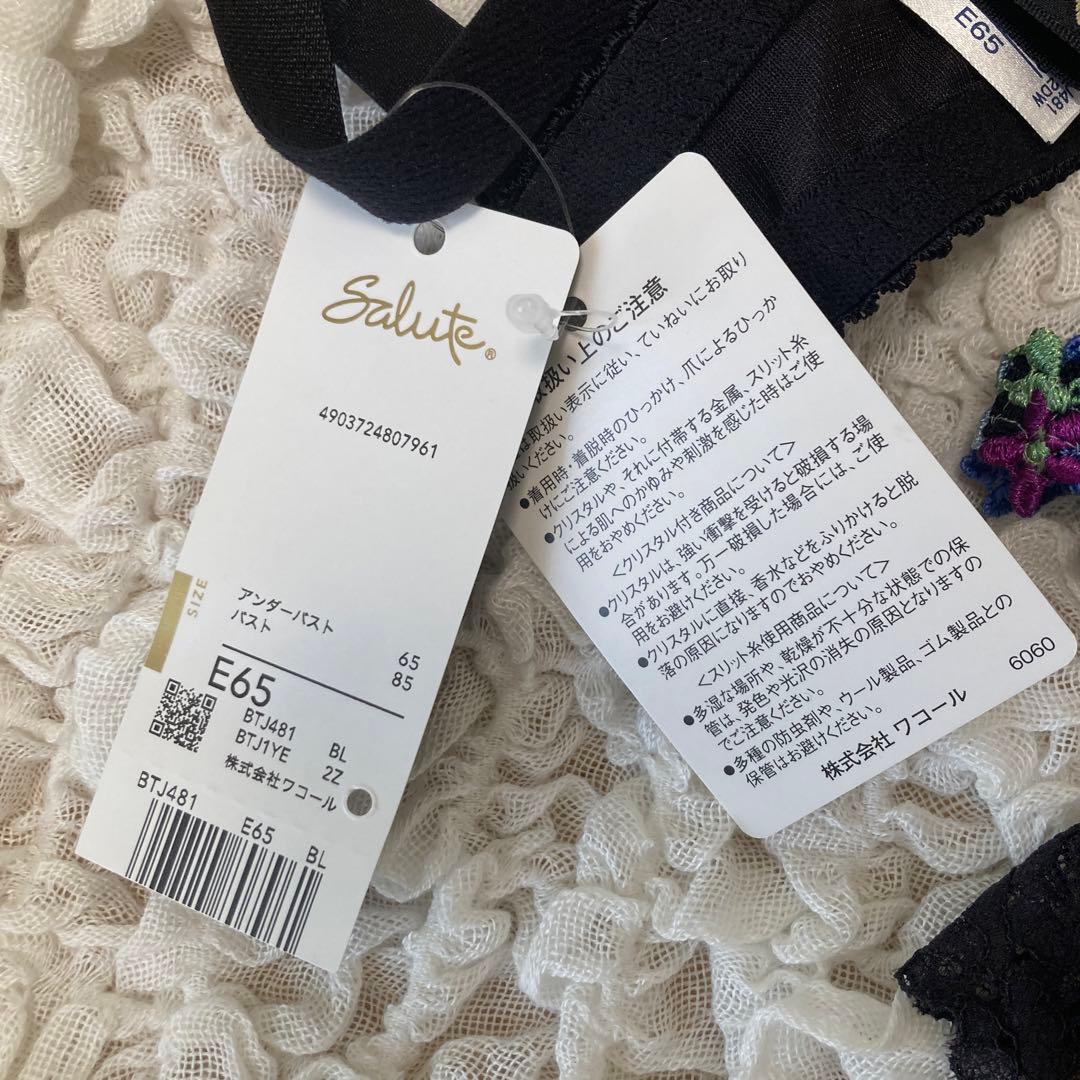 Salute®
4903724807961
SIZE
アンダーバスト 65
バスト 85
E65
BTJ481 BL
BTJ1YE 2Z
株式会社ワコール
BTJ481 E65 BL
取扱い上のご注意
取扱い表示に従い、ていねいにお取り
扱いください。
●着用時・着脱時のひっかけ、爪によるひっか
けにご注意ください。
●クリスタルや、それに付帯する金属、スリット糸
による肌へのかゆみや刺激を感じた時はご使
用をおやめください。
<クリスタル付き商品について>
●クリスタルは、強い衝撃を受けると破損する場
合があります。万一破損した場合には、ご使
用をお避けください。
●クリスタルに直接、香水などをふりかけると脱
落の原因になりますのでおやめください。
<スリット糸使用商品について>
●多湿な場所や、乾燥が不十分な状態での保
管は、発色や光沢の消失の原因となりますの
でご注意ください。
●多種の防虫剤や、ウール製品、ゴム製品との
保管はお避けください。
株式会社 ワコール
6060
E65
J481
2DW